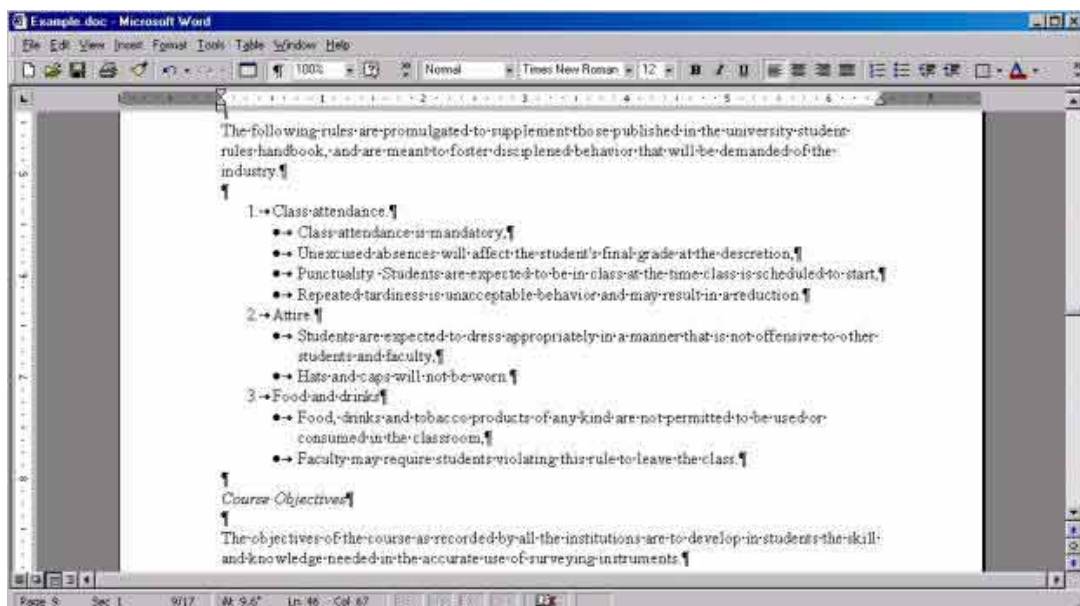 Example.doc - Microsoft Word
File Edit View Insert Format Tools Table Window Help
100% Normal Times New Roman 12 B I U
1 2 3 4 5 6 7
The following rules are promulgated to supplement those published in the university student
rules handbook, and are meant to foster disciplened behavior that will be demanded of the
industry.¶
¶
1.→Class attendance.¶
●→Class attendance is mandatory,¶
●→Unexcused absences will affect the student's final grade at the descretion,¶
●→Punctuality -Students are expected to be in class at the time class is scheduled to start,¶
●→Repeated tardiness is unacceptable behavior and may result in a reduction.¶
2.→Attire.¶
●→Students are expected to dress appropriately in a manner that is not offensive to other
students and faculty,¶
●→Hats and caps will not be worn.¶
3.→Food and drinks¶
●→Food, drinks and tobacco products of any kind are not permitted to be used or
consumed in the classroom,¶
●→Faculty may require students violating this rule to leave the class.¶
¶
Course Objectives¶
¶
The objectives of the course as recorded by all the institutions are to develop in students the skill
and knowledge needed in the accurate use of surveying instruments.¶
Page 9 Sec 1 9/17 At 9.6" Ln 46 Col 67